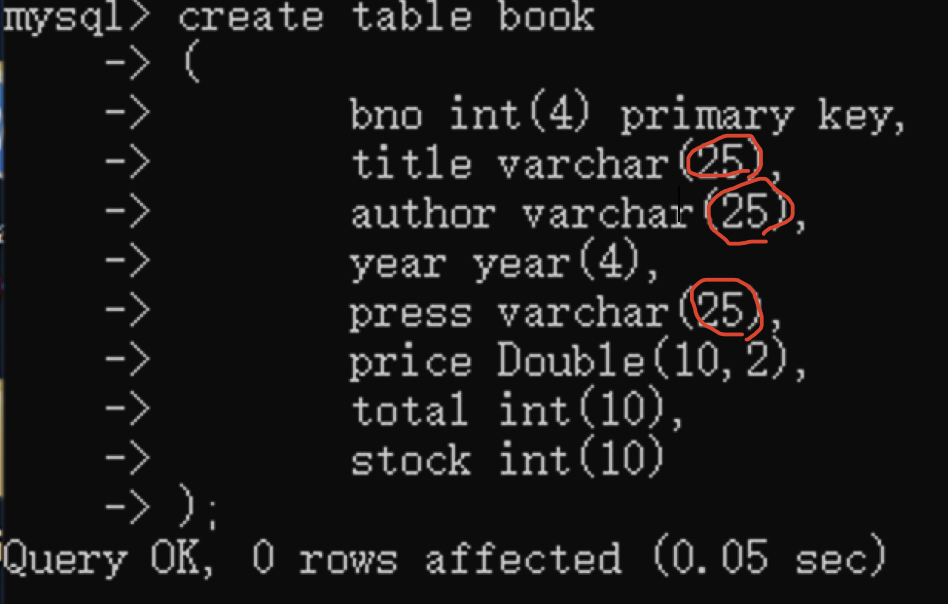 mysql> create table book
-> (
-> bno int(4) primary key,
-> title varchar(25),
-> author varchar(25),
-> year year(4),
-> press varchar(25),
-> price Double(10,2),
-> total int(10),
-> stock int(10)
-> );
Query OK, 0 rows affected (0.05 sec)